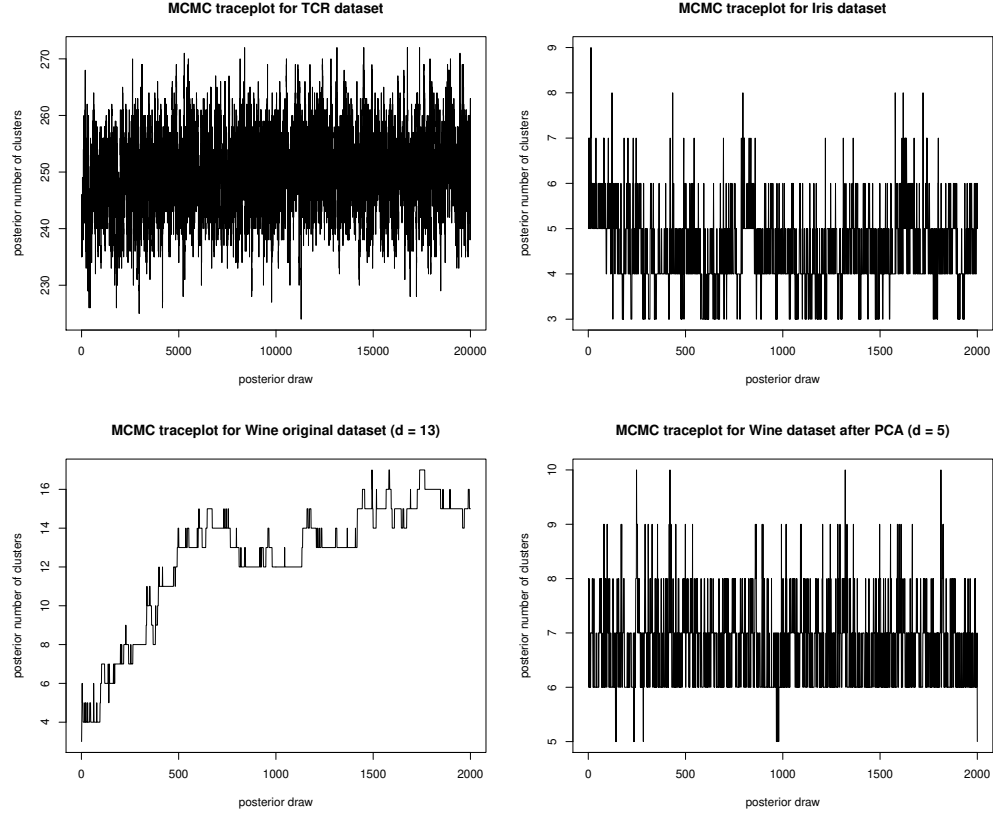 MCMC traceplot for TCR dataset
posterior number of clusters
270
260
250
240
230
0 5000 10000 15000 20000
posterior draw
MCMC traceplot for Iris dataset
posterior number of clusters
9
8
7
6
5
4
3
0 500 1000 1500 2000
posterior draw
MCMC traceplot for Wine original dataset (d = 13)
posterior number of clusters
16
14
12
10
8
6
4
0 500 1000 1500 2000
posterior draw
MCMC traceplot for Wine dataset after PCA (d = 5)
posterior number of clusters
10
9
8
7
6
5
0 500 1000 1500 2000
posterior draw